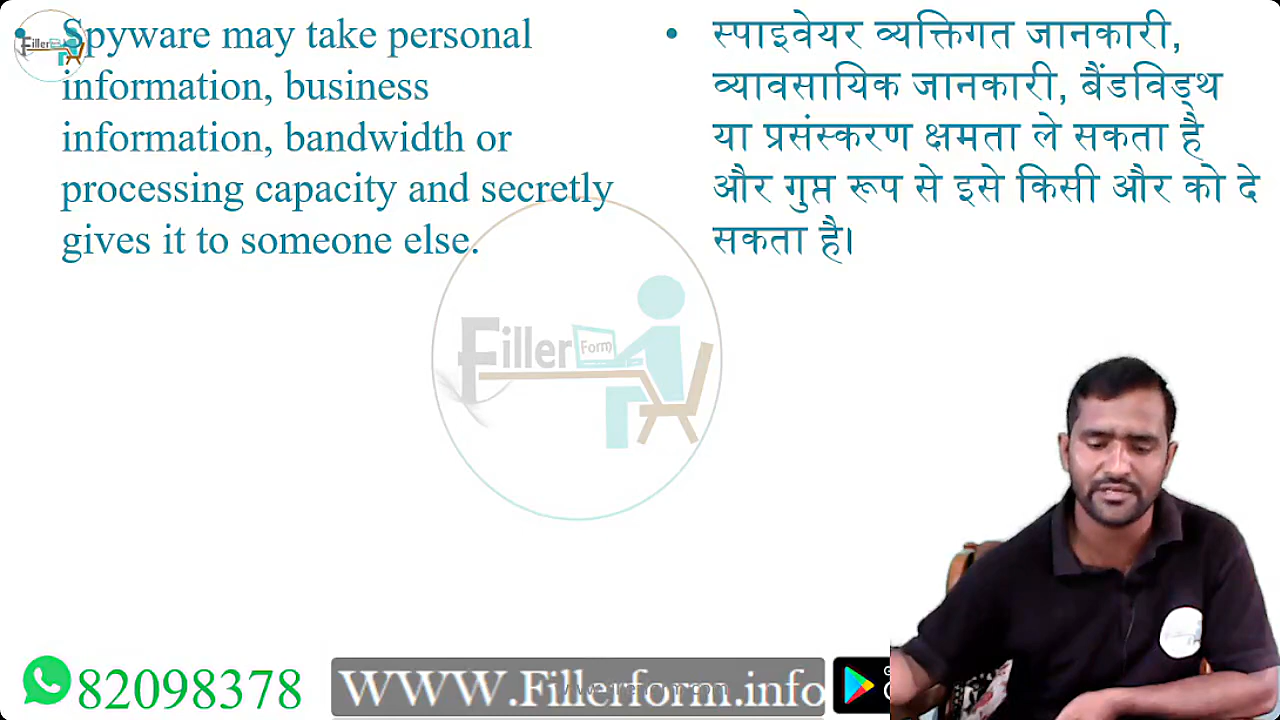 Spyware may take personal
information, business
information, bandwidth or
processing capacity and secretly
gives it to someone else.
• स्पाइवेयर व्यक्तिगत जानकारी,
व्यावसायिक जानकारी, बैंडविड्थ
या प्रसंस्करण क्षमता ले सकता है
और गुप्त रूप से इसे किसी और को दे
सकता है।
Filler Form
82098378
WWW.Fillerform.info